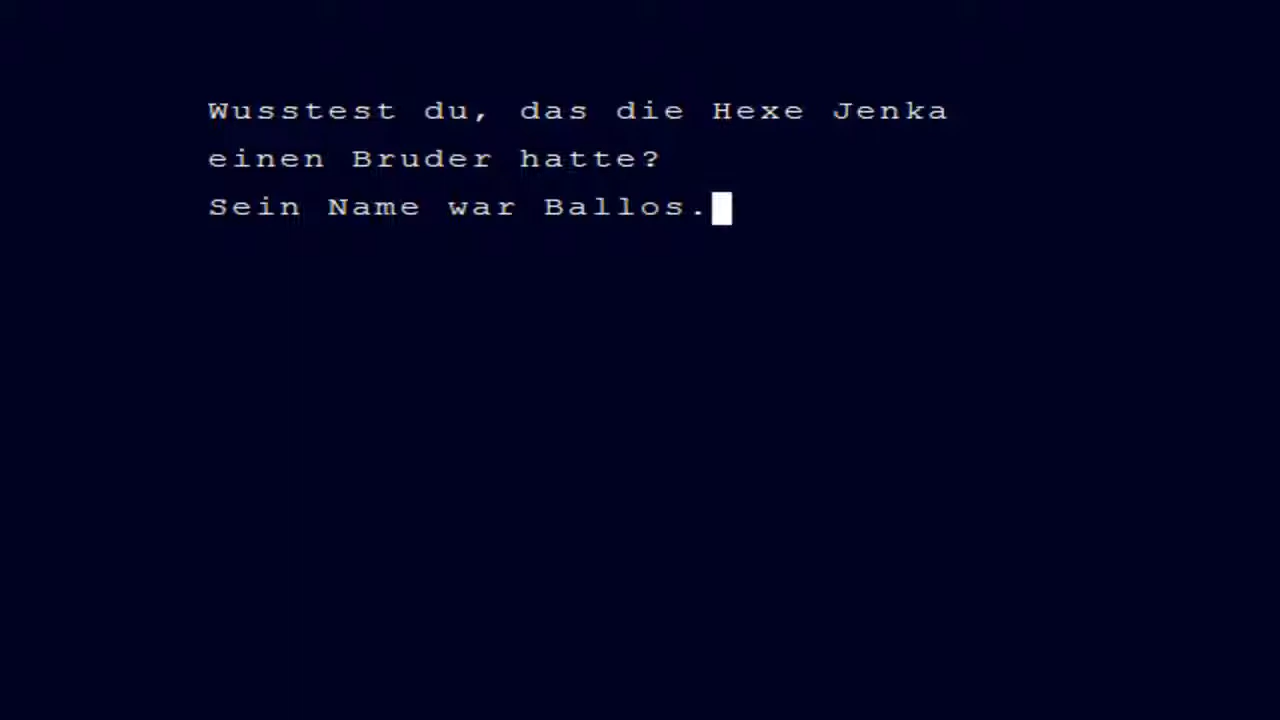 Wusstest du, das die Hexe Jenka
einen Bruder hatte?
Sein Name war Ballos.